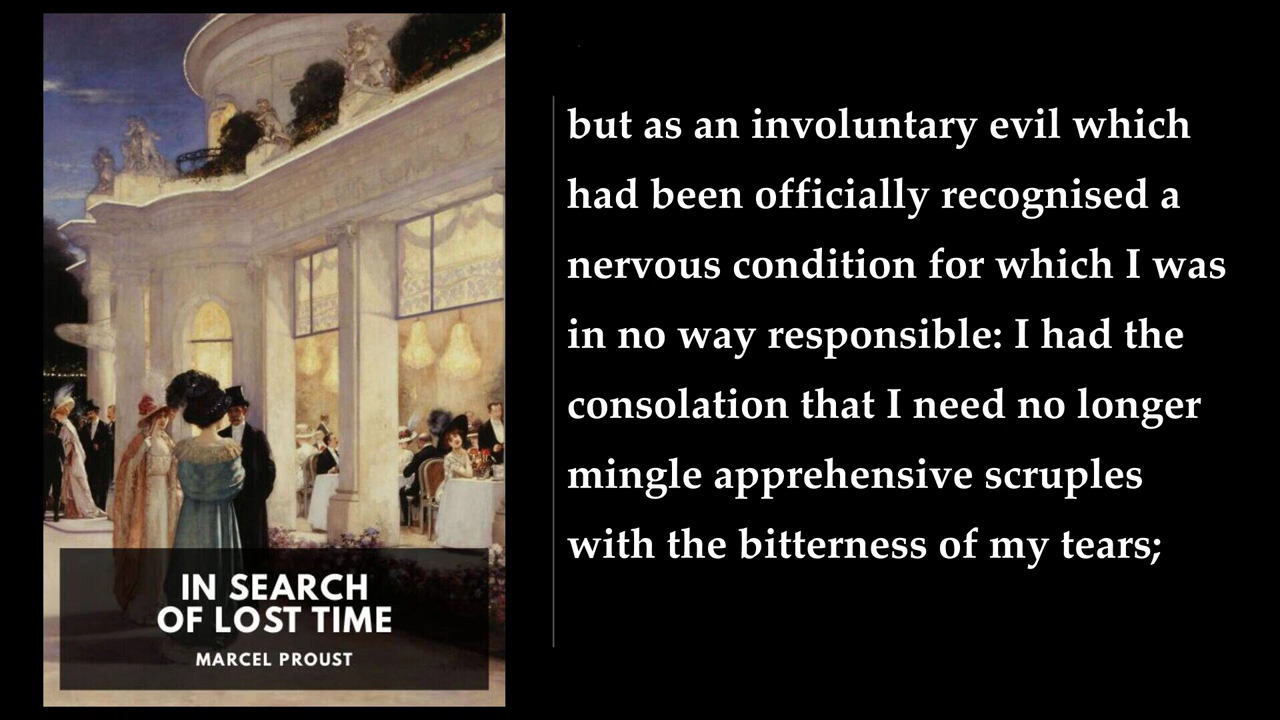 IN SEARCH
OF LOST TIME
MARCEL PROUST
but as an involuntary evil which
had been officially recognised a
nervous condition for which I was
in no way responsible: I had the
consolation that I need no longer
mingle apprehensive scruples
with the bitterness of my tears;